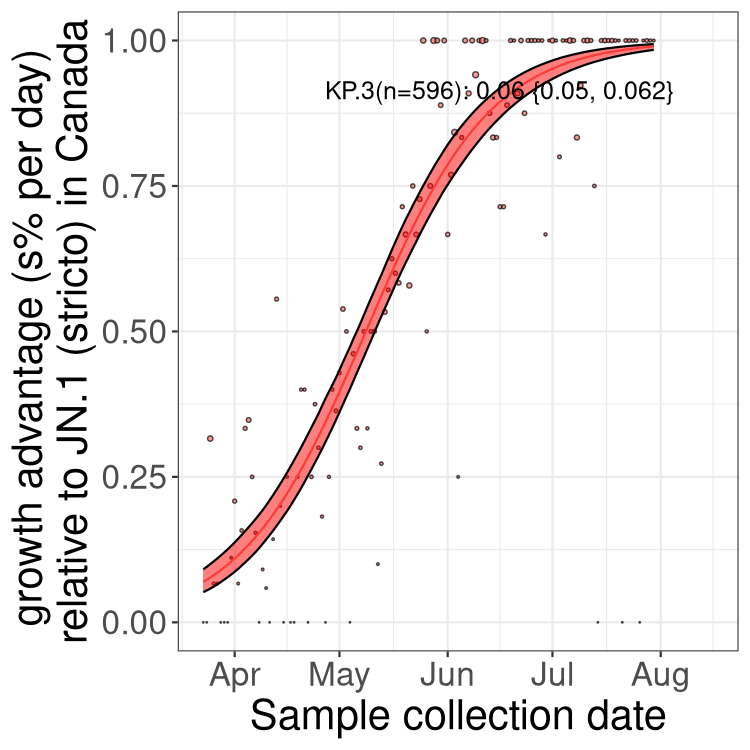 growth advantage (s% per day)
relative to JN.1 (stricto) in Canada
1.00
0.75
0.50
0.25
0.00
KP.3(n=596): 0.06 {0.05, 0.062}
Apr May Jun Jul Aug
Sample collection date